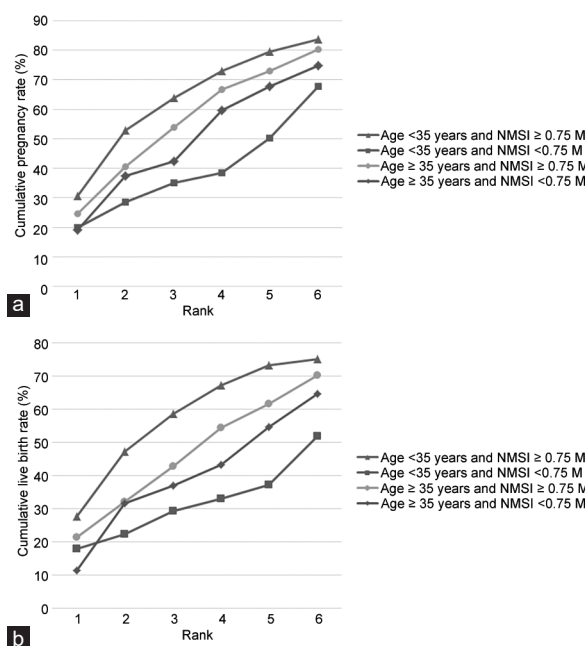 90
80
70
60
50
40
30
20
10
0
Cumulative pregnancy rate (%)
1 2 3 4 5 6
Rank
Age <35 years and NMSI ≥ 0.75 M
Age <35 years and NMSI <0.75 M
Age ≥ 35 years and NMSI ≥ 0.75 M
Age ≥ 35 years and NMSI <0.75 M
a
80
70
60
50
40
30
20
10
0
Cumulative live birth rate (%)
1 2 3 4 5 6
Rank
Age <35 years and NMSI ≥ 0.75 M
Age <35 years and NMSI <0.75 M
Age ≥ 35 years and NMSI ≥ 0.75 M
Age ≥ 35 years and NMSI <0.75 M
b